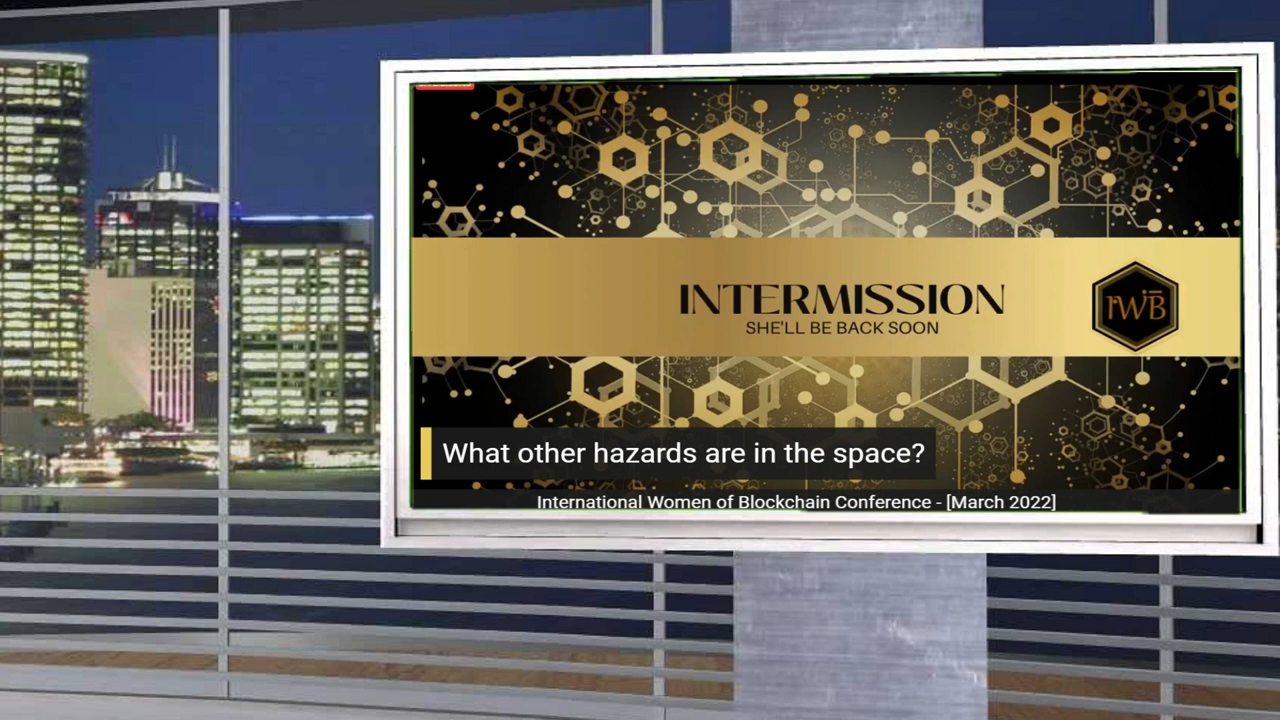 INTERMISSION
SHE'LL BE BACK SOON
IWB
What other hazards are in the space?
International Women of Blockchain Conference - [March 2022]